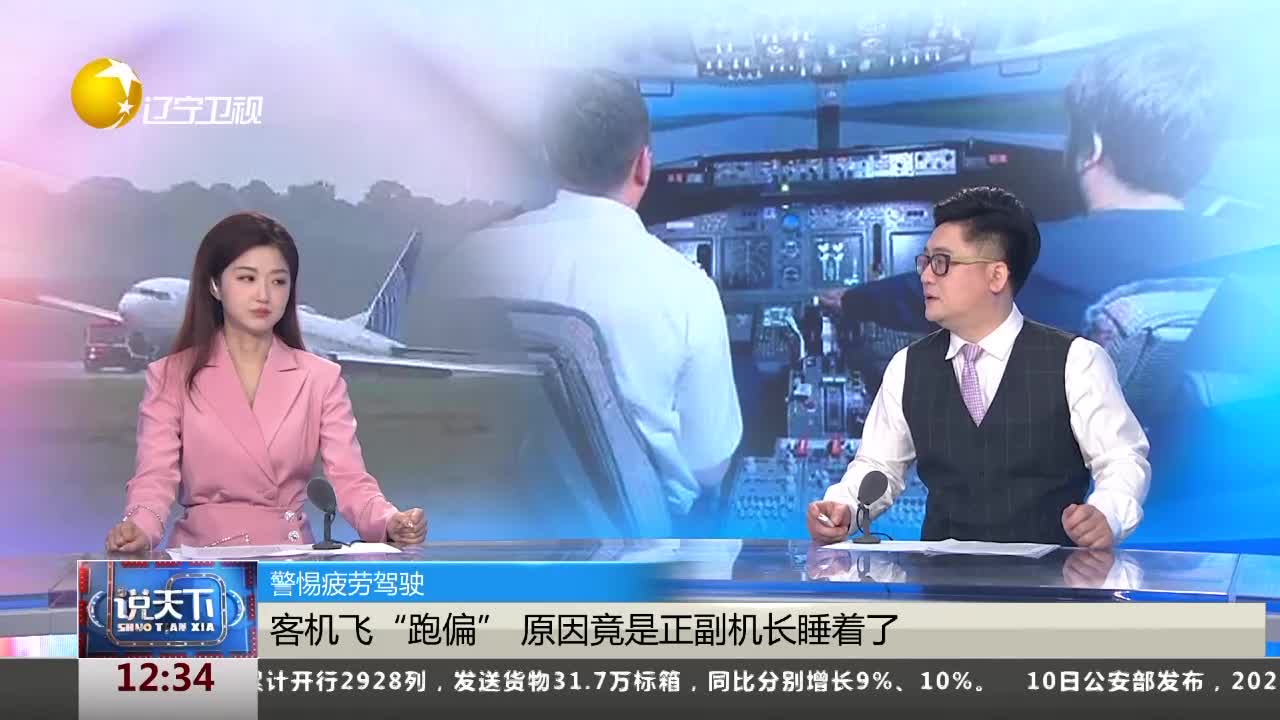 辽宁卫视
警惕疲劳驾驶
说天下
SHUO TIAN XIA
客机飞“跑偏” 原因竟是正副机长睡着了
12:34
累计开行2928列，发送货物31.7万标箱，同比分别增长9%、10%。 10日公安部发布，202